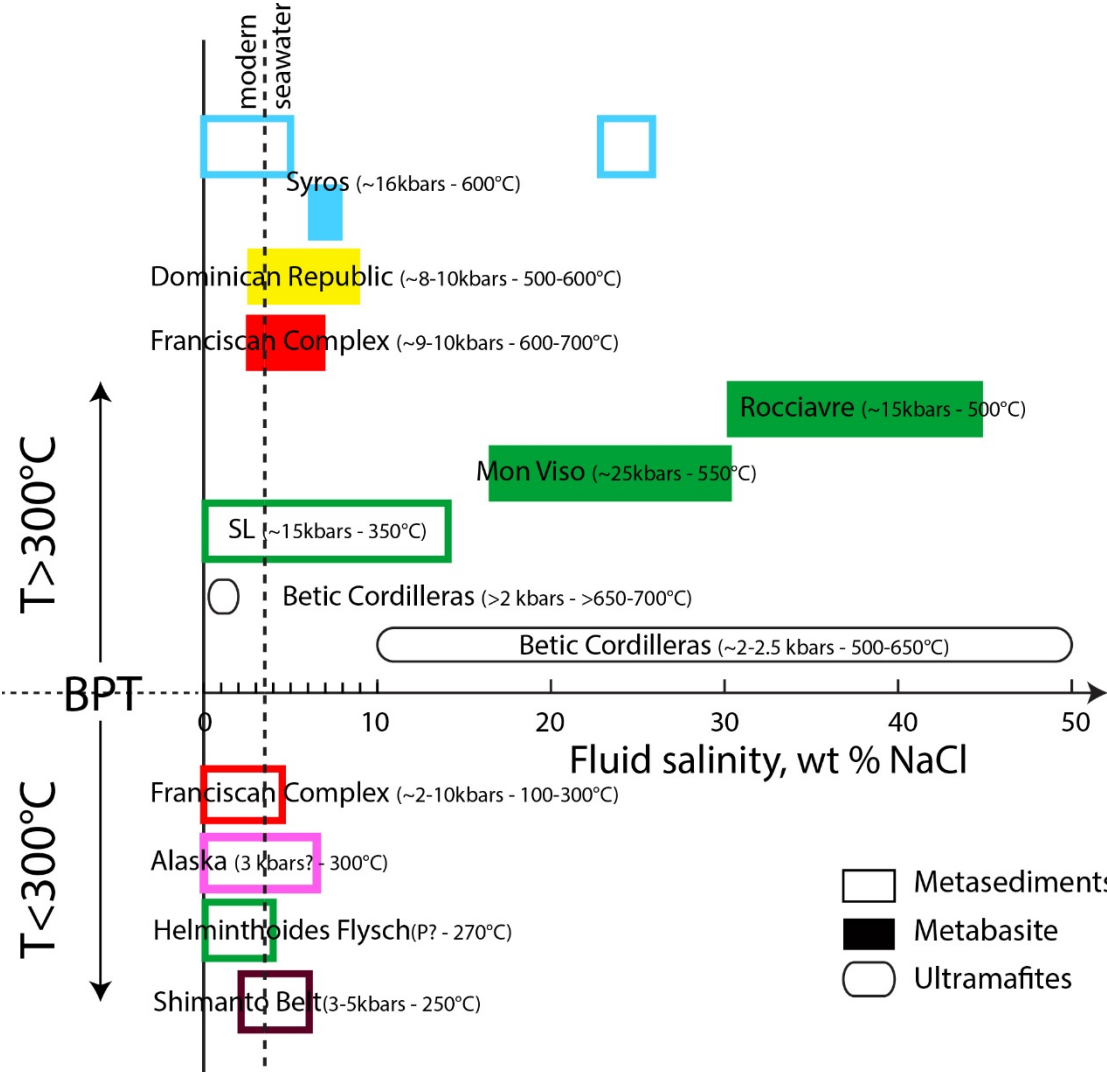 modern
seawater
Syros (~16kbars - 600°C)
Dominican Republic (~8-10kbars - 500-600°C)
Franciscan Complex (~9-10kbars - 600-700°C)
Rocciavre (~15kbars - 500°C)
Mon Viso (~25kbars - 550°C)
SL (~15kbars - 350°C)
Betic Cordilleras (>2 kbars - >650-700°C)
Betic Cordilleras (~2-2.5 kbars - 500-650°C)
T>300°C
BPT
0 10 20 30 40 50
Fluid salinity, wt % NaCl
T<300°C
Franciscan Complex (~2-10kbars - 100-300°C)
Alaska (3 kbars? - 300°C)
Helminthoides Flysch(P? - 270°C)
Shimanto Belt(3-5kbars - 250°C)
Metasediments
Metabasite
Ultramafites